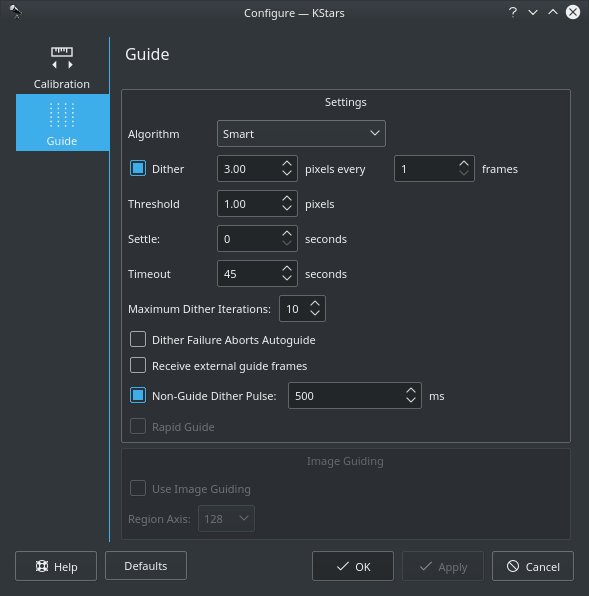 Configure — KStars
?
Calibration
Guide
Guide
Settings
Algorithm Smart
Dither 3.00 pixels every 1 frames
Threshold 1.00 pixels
Settle: 0 seconds
Timeout 45 seconds
Maximum Dither Iterations: 10
Dither Failure Aborts Autoguide
Receive external guide frames
Non-Guide Dither Pulse: 500 ms
Rapid Guide
Image Guiding
Use Image Guiding
Region Axis: 128
Help Defaults OK Apply Cancel